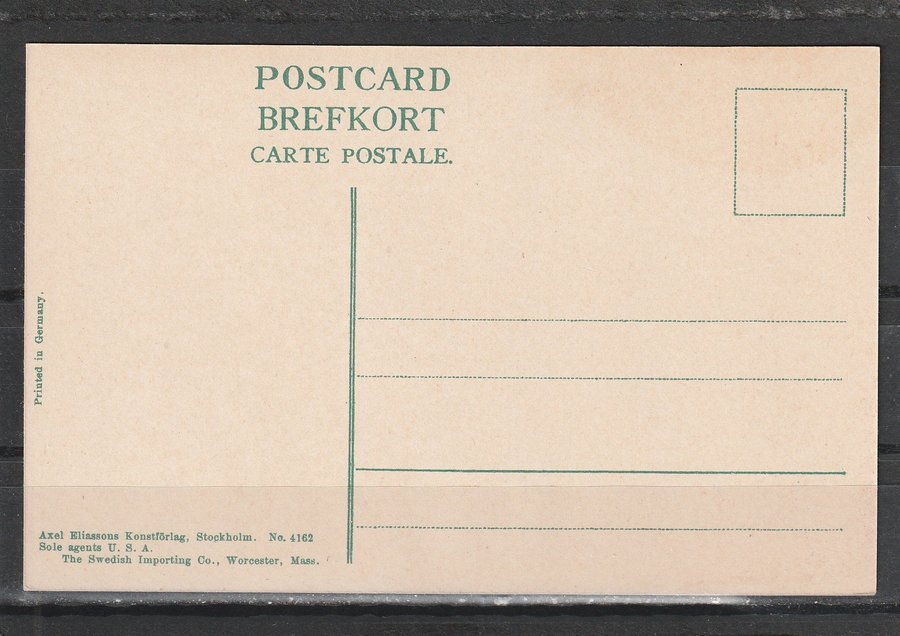 POSTCARD
BREFKORT
CARTE POSTALE.
Printed in Germany.
Axel Eliassons Konstförlag, Stockholm. No. 4162
Sole agents U. S. A.
The Swedish Importing Co., Worcester, Mass.